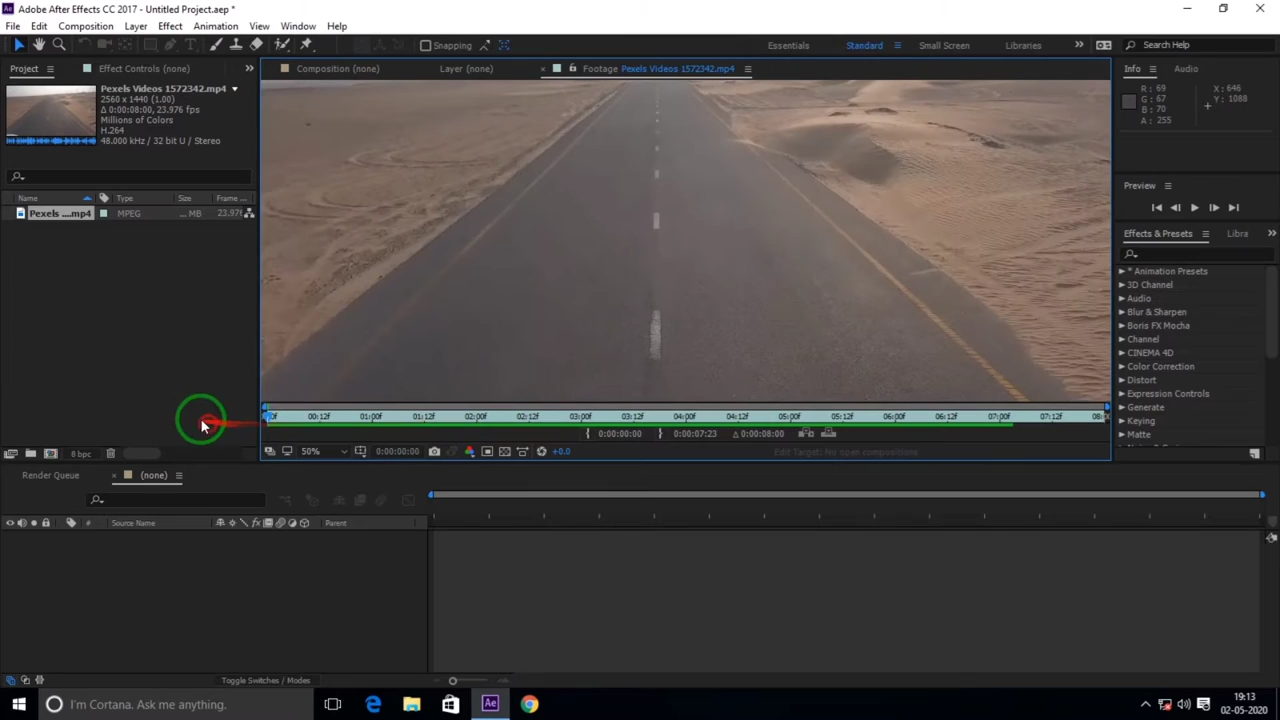 Adobe After Effects CC 2017 - Untitled Project.aep *
File Edit Composition Layer Effect Animation View Window Help
Snapping
Essentials Standard Small Screen Libraries Search Help
Project Effect Controls (none)
Composition (none) Layer (none) Footage Pexels Videos 1572342.mp4
Info Audio
Pexels Videos 1572342.mp4
2560 x 1440 (1.00)
Δ 0:00:08:00, 23.976 fps
Millions of Colors
H.264
48.000 kHz / 32 bit U / Stereo
R: 69
G: 67
B: 70
A: 255
X: 646
Y: 1088
Preview
Name Type Size Frame ...
Pexels ....mp4 MPEG ... MB 23.976
Effects & Presets Libra
* Animation Presets
3D Channel
Audio
Blur & Sharpen
Boris FX Mocha
Channel
CINEMA 4D
Color Correction
Distort
Expression Controls
Generate
Keying
Matte
00:12f 01:00f 01:12f 02:00f 02:12f 03:00f 03:12f 04:00f 04:12f 05:00f 05:12f 06:00f 06:12f 07:00f 07:12f
0:00:00:00 0:00:07:23 Δ 0:00:08:00
8 bpc
50% 0:00:00:00 +0.0 Edit Target: No open compositions
Render Queue (none)
# Source Name Parent
Toggle Switches / Modes
I'm Cortana. Ask me anything.
19:13
02-05-2020